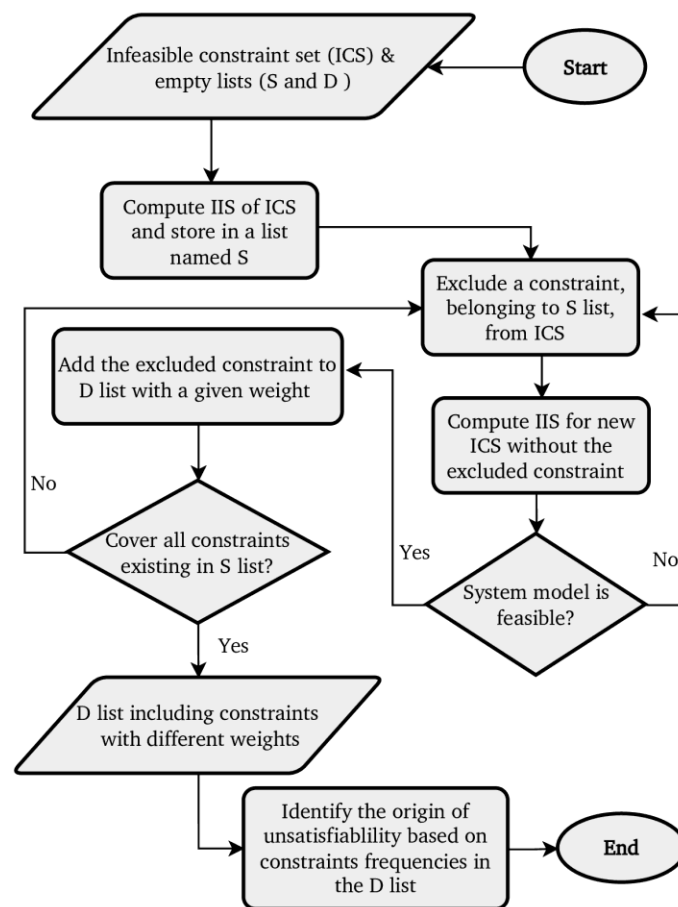 Start
Infeasible constraint set (ICS) &
empty lists (S and D )
Compute IIS of ICS
and store in a list
named S
Exclude a constraint,
belonging to S list,
from ICS
Add the excluded constraint to
D list with a given weight
Compute IIS for new
ICS without the
excluded constraint
No
Cover all constraints
existing in S list?
Yes
System model is
feasible?
No
Yes
D list including constraints
with different weights
Identify the origin of
unsatisfiablility based on
constraints frequencies in
the D list
End